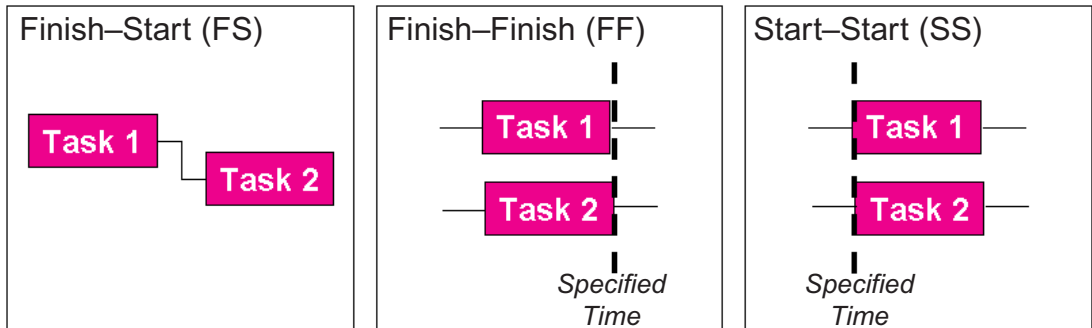 Finish–Start (FS)
Task 1
Task 2
Finish–Finish (FF)
Task 1
Task 2
Specified
Time
Start–Start (SS)
Task 1
Task 2
Specified
Time